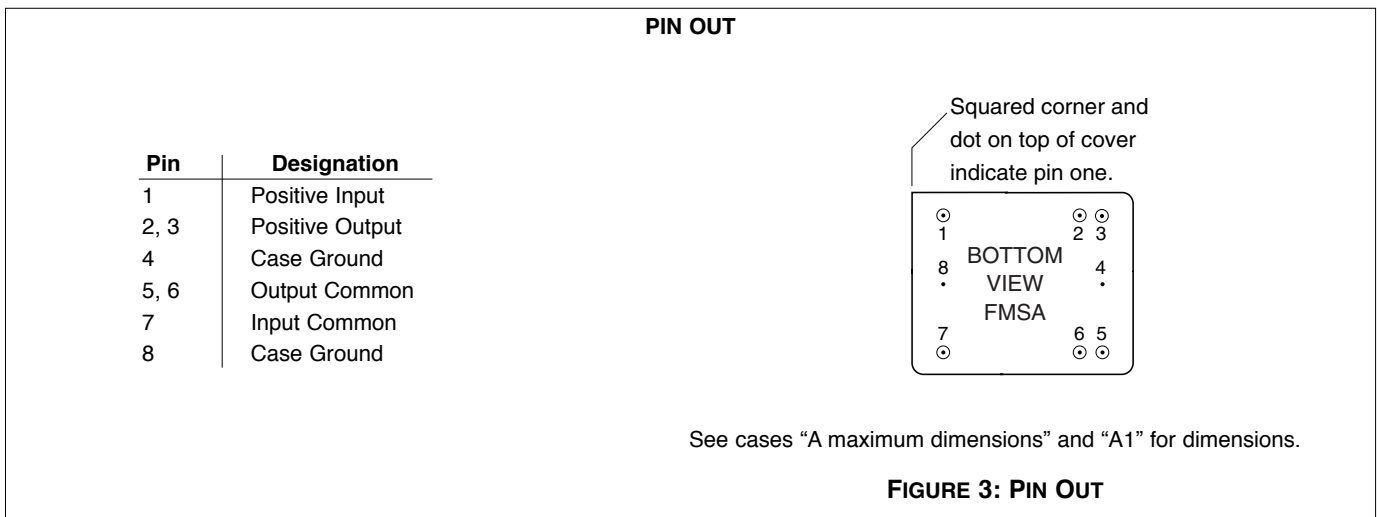 PIN OUT
Pin Designation
1 Positive Input
2, 3 Positive Output
4 Case Ground
5, 6 Output Common
7 Input Common
8 Case Ground
Squared corner and
dot on top of cover
indicate pin one.
1 2 3
BOTTOM
8 4
VIEW
FMSA
7 6 5
See cases “A maximum dimensions” and “A1” for dimensions.
FIGURE 3: PIN OUT